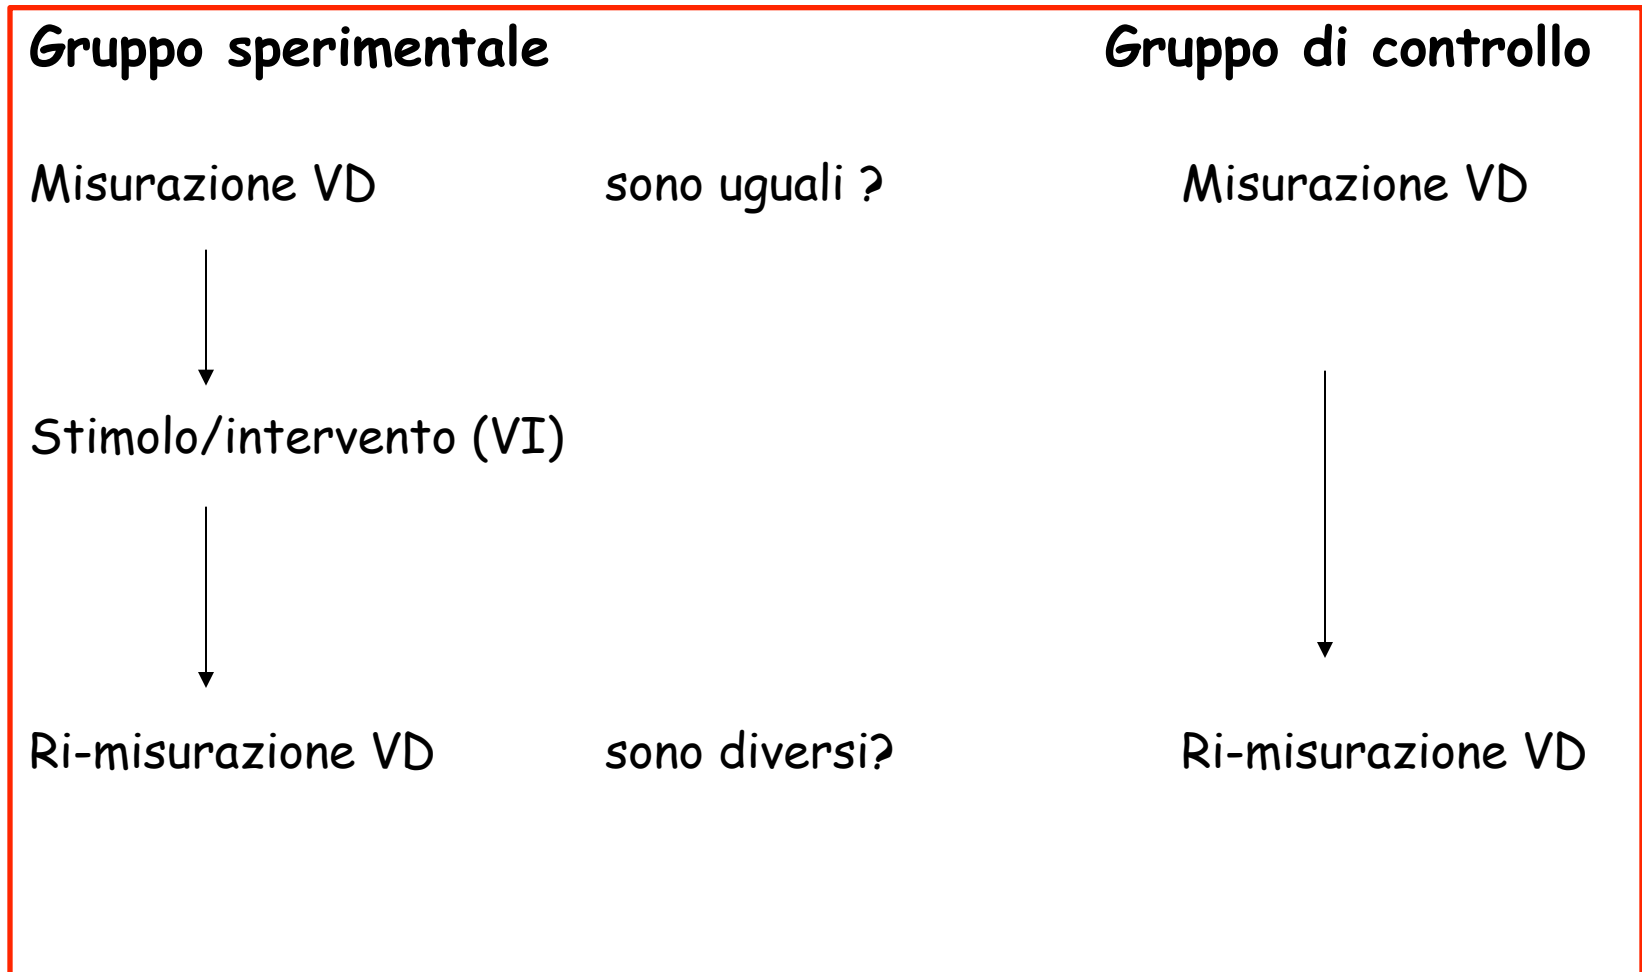 Gruppo sperimentale Gruppo di controllo
Misurazione VD sono uguali ? Misurazione VD
Stimolo/intervento (VI)
Ri-misurazione VD sono diversi? Ri-misurazione VD